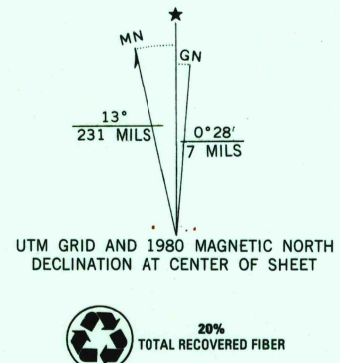 ★
MN
GN
13°
231 MILS
0°28′
7 MILS
UTM GRID AND 1980 MAGNETIC NORTH
DECLINATION AT CENTER OF SHEET
20%
TOTAL RECOVERED FIBER